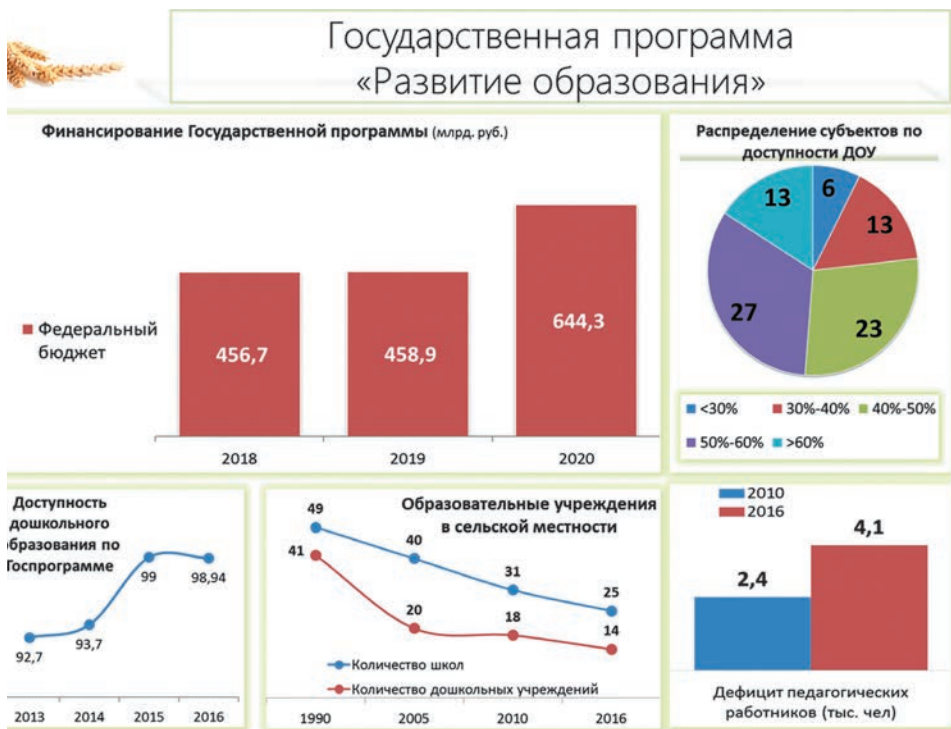 Государственная программа
«Развитие образования»
Финансирование Государственной программы (млрд. руб.)
Федеральный
бюджет
456,7
458,9
644,3
2018
2019
2020
Распределение субъектов по
доступности ДОУ
6
13
23
27
13
<30%
30%-40%
40%-50%
50%-60%
>60%
Доступность
дошкольного
бразования по
Госпрограмме
92,7
93,7
99
98,94
2013
2014
2015
2016
Образовательные учреждения
в сельской местности
49
40
31
25
41
20
18
14
Количество школ
Количество дошкольных учреждений
1990
2005
2010
2016
2010
2016
2,4
4,1
Дефицит педагогических
работников (тыс. чел)